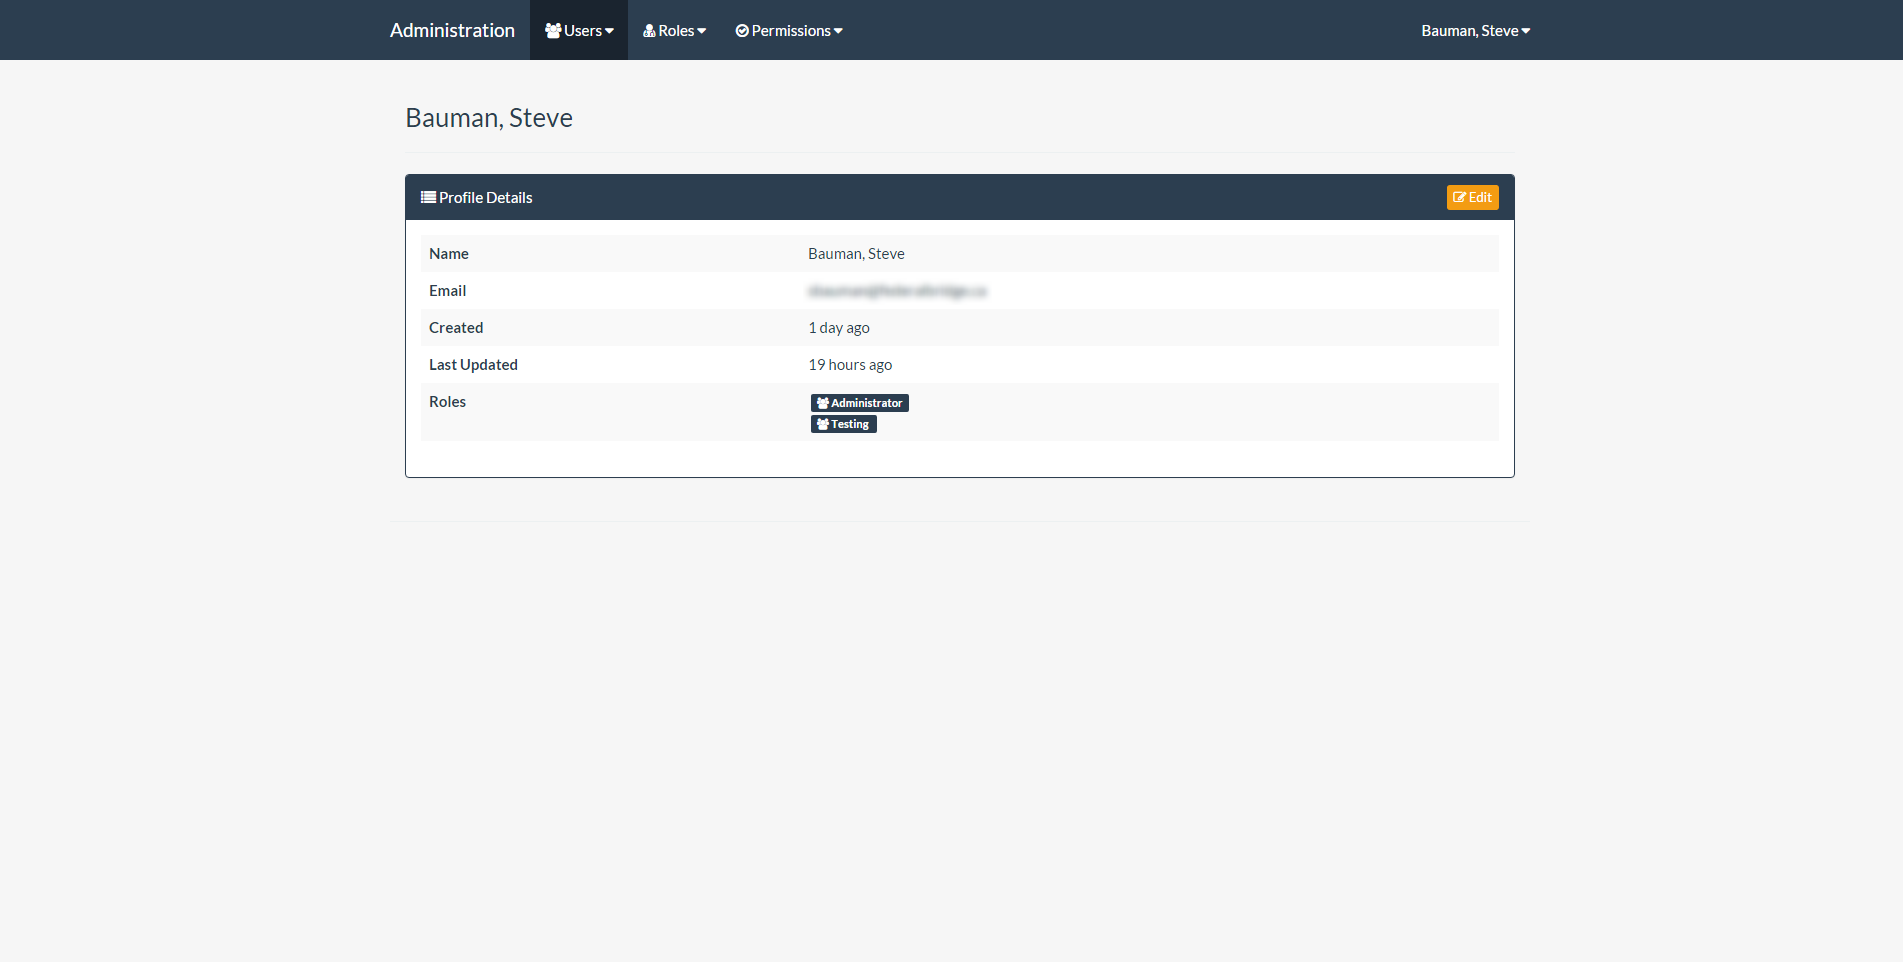 Administration Users Roles Permissions Bauman, Steve
Bauman, Steve
Profile Details Edit
Name Bauman, Steve
Email
Created 1 day ago
Last Updated 19 hours ago
Roles Administrator
Testing